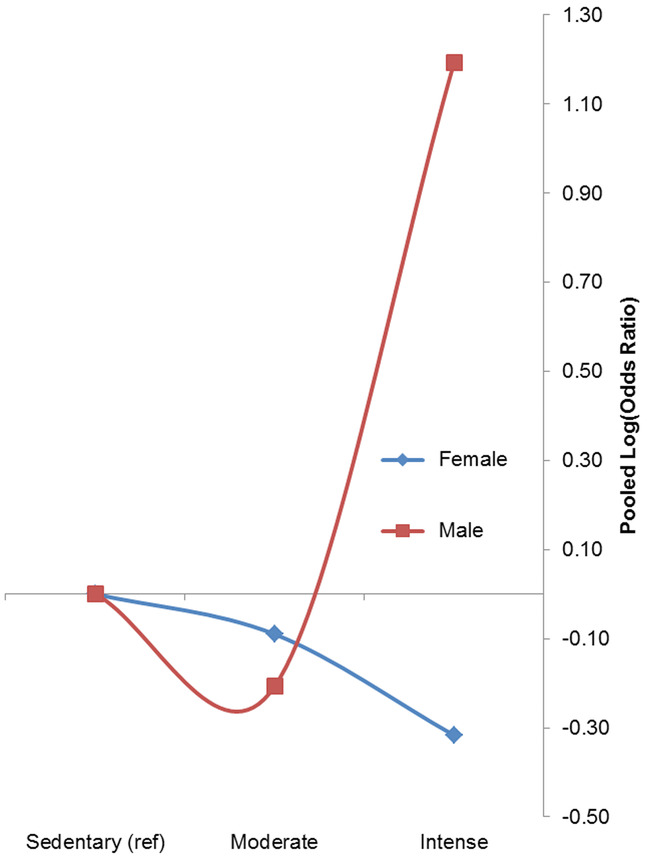 1.30
1.10
0.90
0.70
0.50
0.30
0.10
-0.10
-0.30
-0.50
Pooled Log(Odds Ratio)
Female
Male
Sedentary (ref)
Moderate
Intense